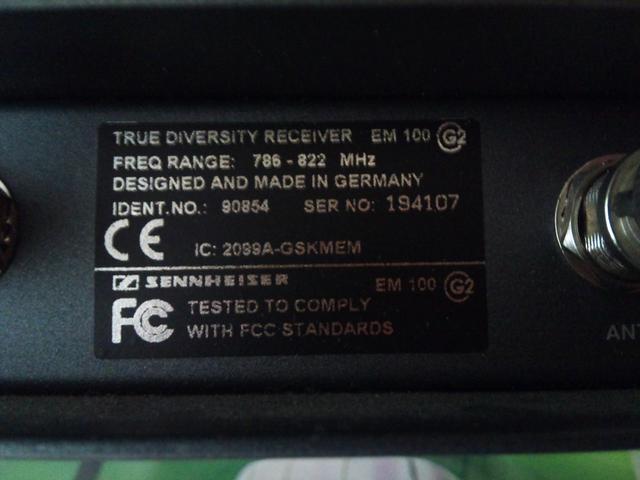 TRUE DIVERSITY RECEIVER EM 100 G2
FREQ RANGE: 786 - 822 MHz
DESIGNED AND MADE IN GERMANY
IDENT.NO.: 90854 SER NO: 194107
CE IC: 2099A-GSKMEM
SENNHEISER EM 100 G2
FC TESTED TO COMPLY
WITH FCC STANDARDS
ANT